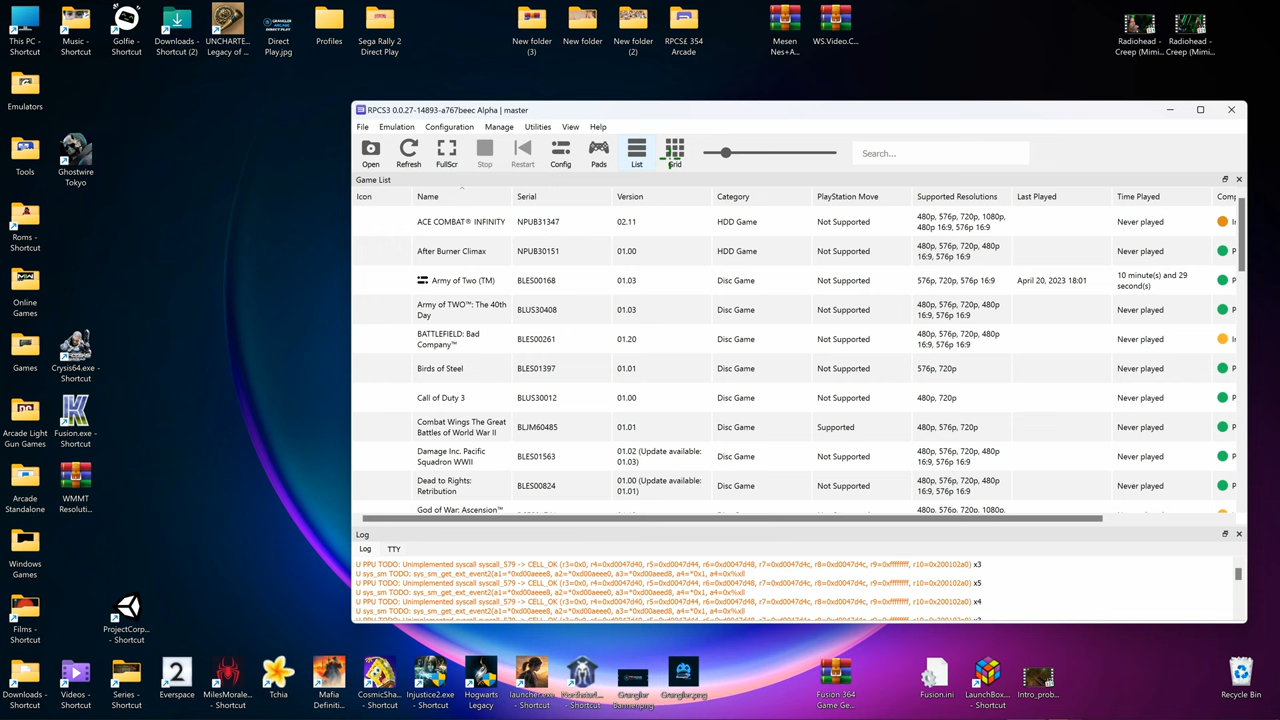 This PC - Shortcut
Music - Shortcut
Golfie - Shortcut
Downloads - Shortcut (2)
UNCHARTE... Legacy of ...
Direct Play.jpg
Profiles
Sega Rally 2 Direct Play
New folder (3)
New folder
New folder (2)
RPCS£ 354 Arcade
Mesen Nes+A...
WS.Video.C...
Radiohead - Creep (Mimi...
Radiohead - Creep (Mimi...
Emulators
Tools
Ghostwire Tokyo
Roms - Shortcut
Online Games
Games
Crysis64.exe - Shortcut
Arcade Light Gun Games
Fusion.exe - Shortcut
Arcade Standalone
WMMT Resoluti...
Windows Games
Films - Shortcut
ProjectCorp... - Shortcut
RPCS3 0.0.27-14893-a767beec Alpha | master
File Emulation Configuration Manage Utilities View Help
Open Refresh FullScr Stop Restart Config Pads List Grid Search...
Game List
Icon Name Serial Version Category PlayStation Move Supported Resolutions Last Played Time Played Comp
ACE COMBAT® INFINITY NPUB31347 02.11 HDD Game Not Supported 480p, 576p, 720p, 1080p, 480p 16:9, 576p 16:9 Never played
After Burner Climax NPUB30151 01.00 HDD Game Not Supported 480p, 576p, 720p, 480p 16:9, 576p 16:9 Never played P
Army of Two (TM) BLES00168 01.03 Disc Game Not Supported 576p, 720p, 576p 16:9 April 20, 2023 18:01 10 minute(s) and 29 second(s) P
Army of TWO™: The 40th Day BLUS30408 01.03 Disc Game Not Supported 480p, 576p, 720p, 480p 16:9, 576p 16:9 Never played P
BATTLEFIELD: Bad Company™ BLES00261 01.20 Disc Game Not Supported 480p, 576p, 720p, 480p 16:9, 576p 16:9 Never played
Birds of Steel BLES01397 01.01 Disc Game Not Supported 576p, 720p Never played P
Call of Duty 3 BLUS30012 01.00 Disc Game Not Supported 480p, 720p Never played P
Combat Wings The Great Battles of World War II BLJM60485 01.01 Disc Game Supported 480p, 576p, 720p Never played P
Damage Inc. Pacific Squadron WWII BLES01563 01.02 (Update available: 01.03) Disc Game Not Supported 480p, 576p, 720p, 480p 16:9, 576p 16:9 Never played P
Dead to Rights: Retribution BLES00824 01.00 (Update available: 01.01) Disc Game Not Supported 480p, 576p, 720p, 480p 16:9, 576p 16:9 Never played P
God of War: Ascension™ 480p, 576p, 720p, 1080p,
Log
Log TTY
U PPU TODO: Unimplemented syscall syscall_579 -> CELL_OK (r3=0x0, r4=0xd0047d40, r5=0xd0047d44, r6=0xd0047d48, r7=0xd0047d4c, r8=0xd0047d4c, r9=0xffffffff, r10=0x200102a0) x3
U sys_sm TODO: sys_sm_get_ext_event2(a1=*0xd00aeee8, a2=*0xd00aeee0, a3=*0xd00aeed8, a4=*0x1, a4=0x%xll
U PPU TODO: Unimplemented syscall syscall_579 -> CELL_OK (r3=0x0, r4=0xd0047d40, r5=0xd0047d44, r6=0xd0047d48, r7=0xd0047d4c, r8=0xd0047d4c, r9=0xffffffff, r10=0x200102a0) x5
U sys_sm TODO: sys_sm_get_ext_event2(a1=*0xd00aeee8, a2=*0xd00aeee0, a3=*0xd00aeed8, a4=*0x1, a4=0x%xll
U PPU TODO: Unimplemented syscall syscall_579 -> CELL_OK (r3=0x0, r4=0xd0047d40, r5=0xd0047d44, r6=0xd0047d48, r7=0xd0047d4c, r8=0xd0047d4c, r9=0xffffffff, r10=0x200102a0) x4
U sys_sm TODO: sys_sm_get_ext_event2(a1=*0xd00aeee8, a2=*0xd00aeee0, a3=*0xd00aeed8, a4=*0x1, a4=0x%xll
Downloads - Shortcut
Videos - Shortcut
Series - Shortcut
Everspace
MilesMorale... - Shortcut
Tchia
Mafia Definiti...
CosmicSha... - Shortcut
Injustice2.exe - Shortcut
Hogwarts Legacy
launcher.exe - Shortcut
Northstar... - Shortcut
Grangler Banner.png
Grangler.png
Fusion 364 Game Ge...
Fusion.ini
LaunchBox.... - Shortcut
Intro_prob...
Recycle Bin